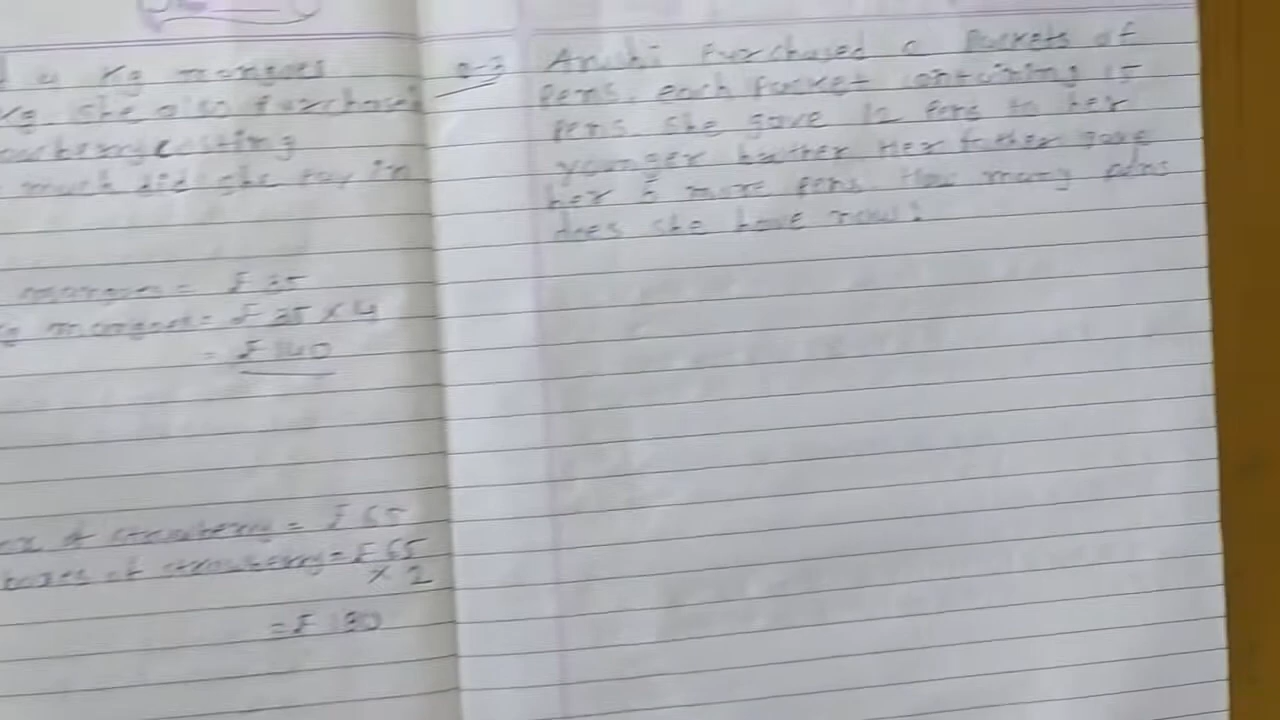 4 kg mangoes
kg. she also purchased
costing
much did she pay in
mangoes = ₹ 35
kg mangoes = ₹ 35 x 4
= ₹ 140
of strawberry = ₹ 65
boxes of strawberry = ₹ 65
x 2
= ₹ 130
Q-3 purchased Packets of
pens. each packet containing 15
pens. she gave 12 pens to her
younger brother Her father gave
her 5 more pens. How many pens
does she have now?